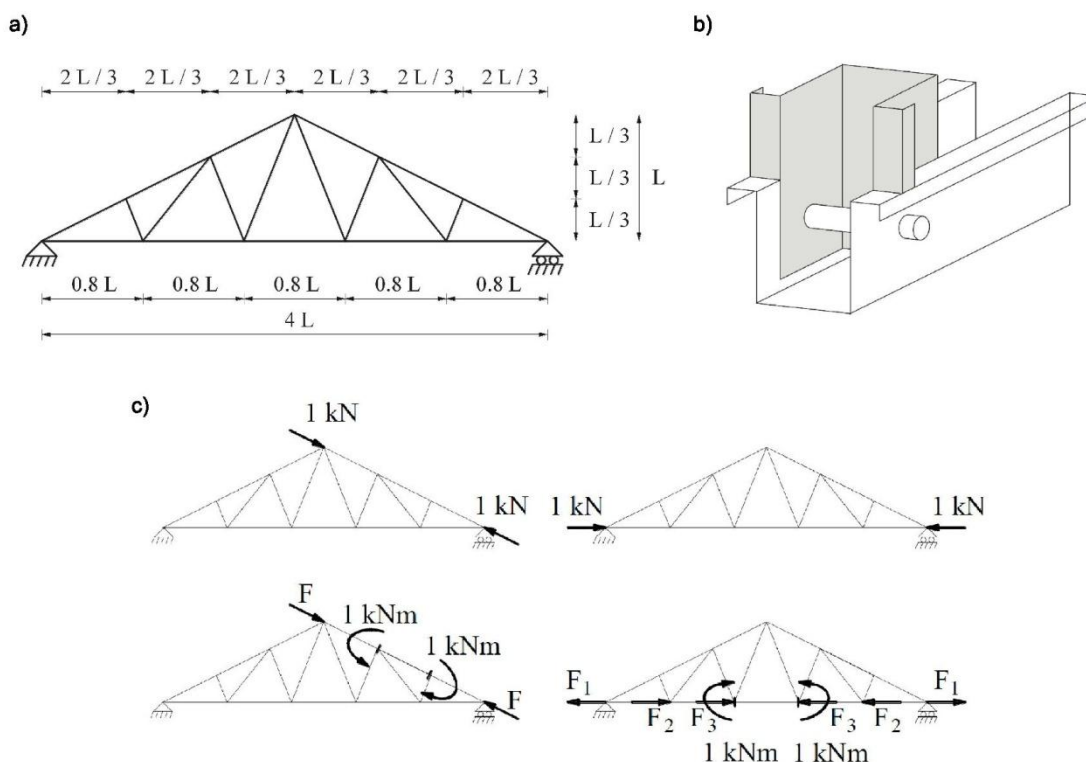 a)
b)
2 L / 3 2 L / 3 2 L / 3 2 L / 3 2 L / 3 2 L / 3
L / 3
L / 3 L
L / 3
0.8 L 0.8 L 0.8 L 0.8 L 0.8 L
4 L
c)
1 kN
1 kN
1 kN 1 kN
F
1 kNm
1 kNm
F
F1 F2 F3 F3 F2 F1
1 kNm 1 kNm